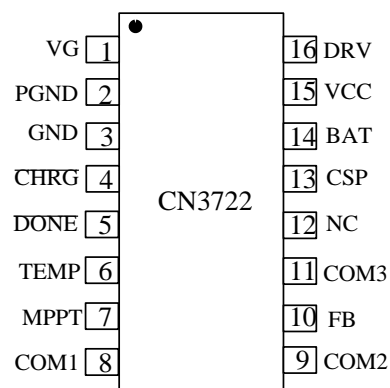 VG 1 16 DRV
PGND 2 15 VCC
GND 3 14 BAT
CHRG 4 13 CSP
CN3722
DONE 5 12 NC
TEMP 6 11 COM3
MPPT 7 10 FB
COM1 8 9 COM2